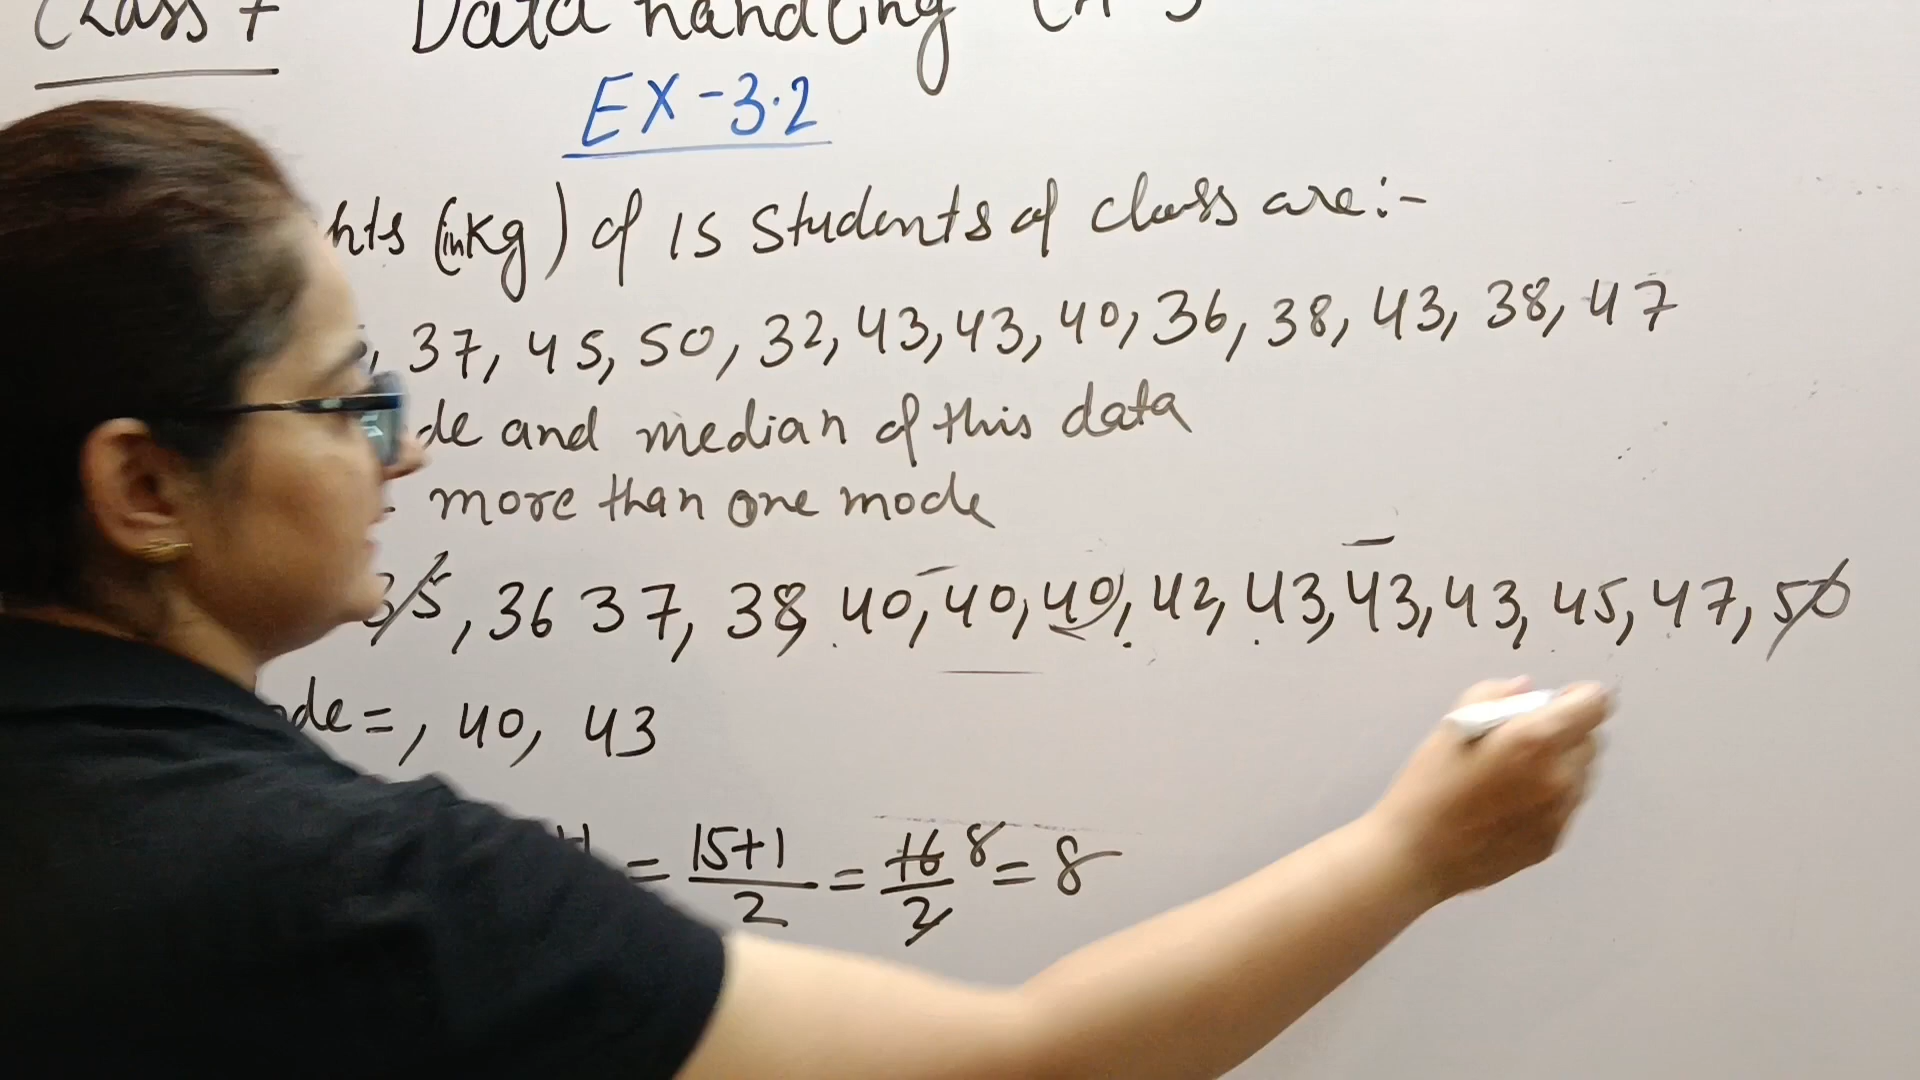 Class 7 Data handling
EX-3.2
hts (in Kg) of 15 Students of class are:-
, 37, 45, 50, 32, 43, 43, 40, 36, 38, 43, 38, 47
de and median of this data
more than one mode
35, 36 37, 38, 40, 40, 40, 42, 43, 43, 43, 45, 47, 50
de = , 40, 43
= 15+1/2 = 16/2 8 = 8